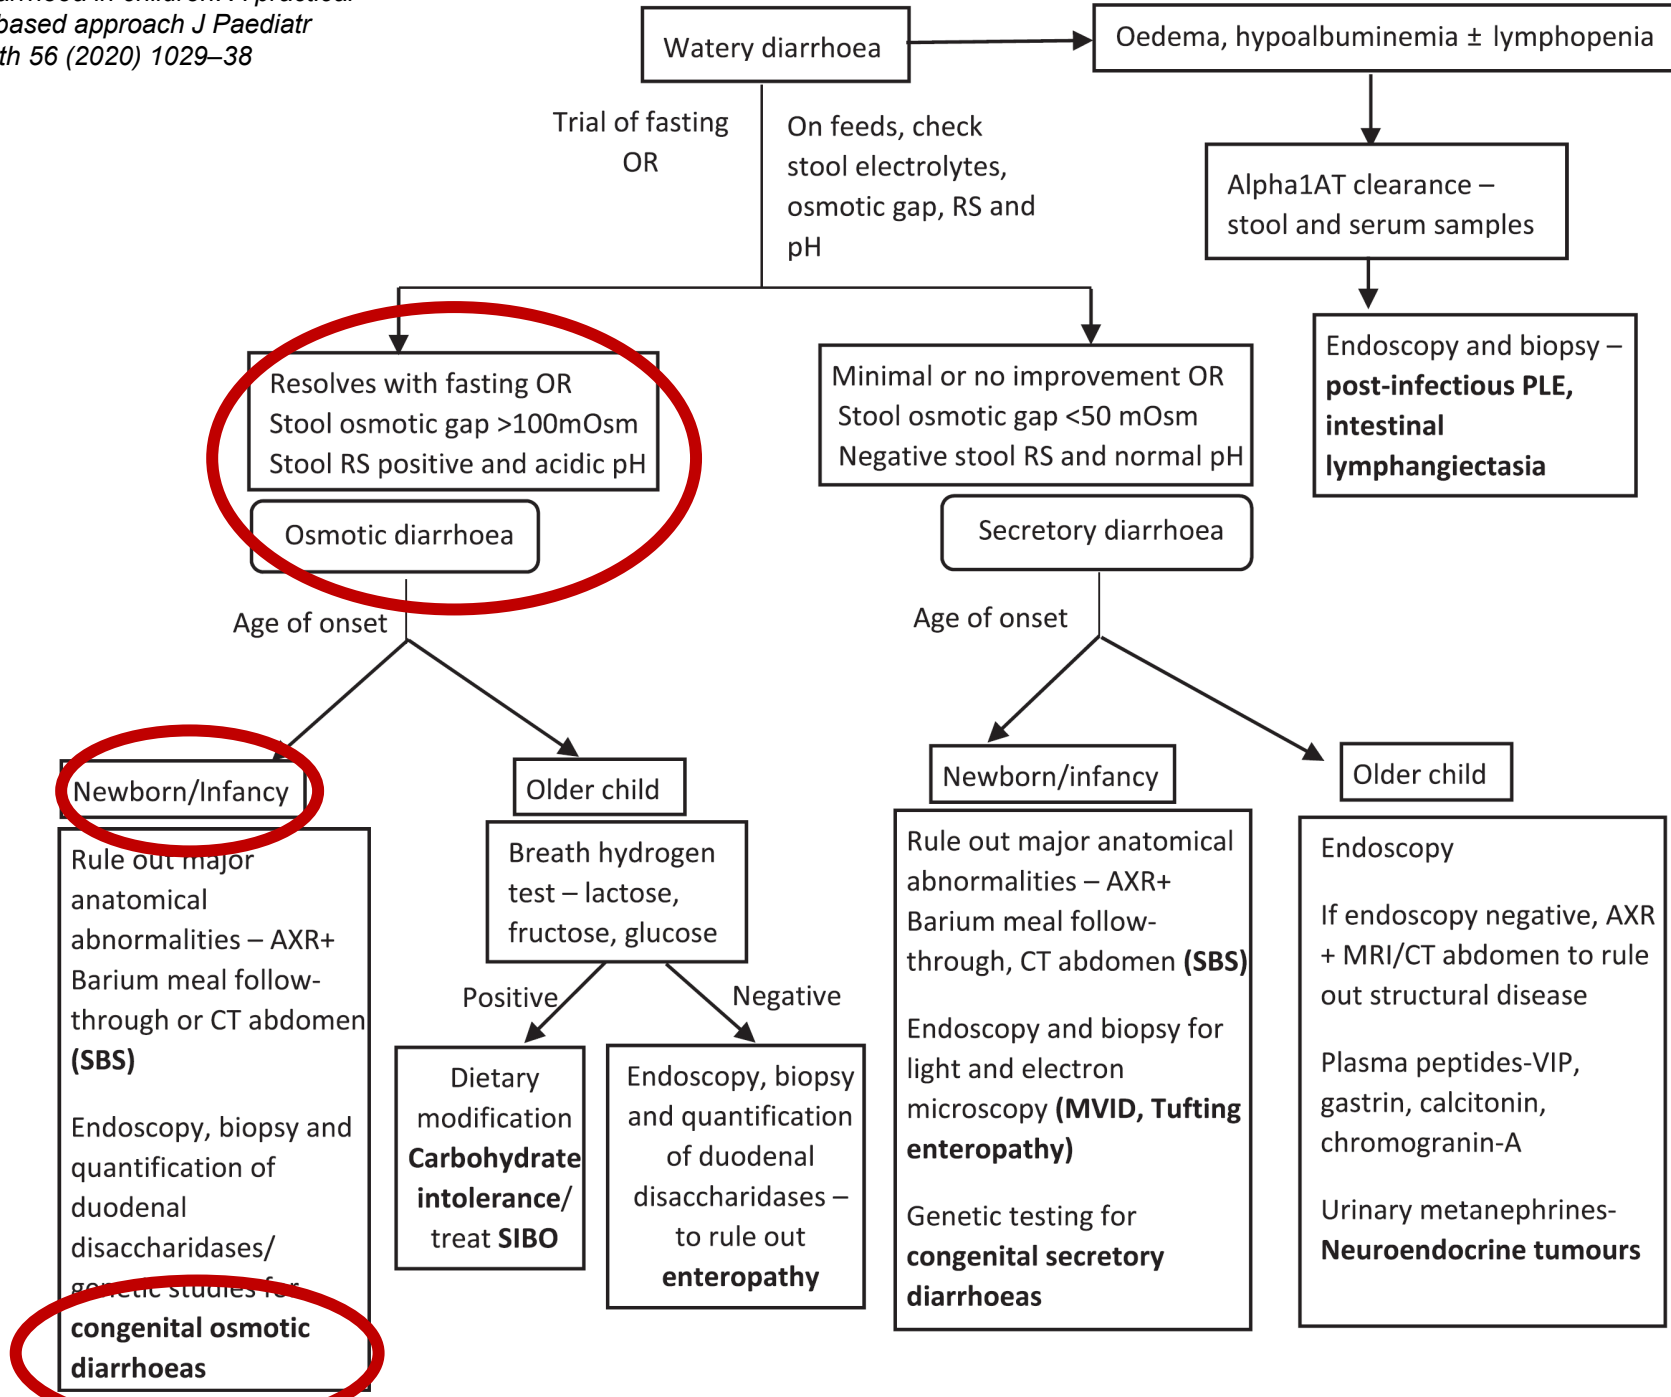 based approach J Paediatr
56 (2020) 1029–38
Watery diarrhoea
Oedema, hypoalbuminemia ± lymphopenia
Trial of fasting
OR
On feeds, check
stool electrolytes,
osmotic gap, RS and
pH
Alpha1AT clearance –
stool and serum samples
Endoscopy and biopsy –
post-infectious PLE,
intestinal
lymphangiectasia
Resolves with fasting OR
Stool osmotic gap >100mOsm
Stool RS positive and acidic pH
Osmotic diarrhoea
Minimal or no improvement OR
Stool osmotic gap <50 mOsm
Negative stool RS and normal pH
Secretory diarrhoea
Age of onset
Newborn/Infancy
Rule out major
anatomical
abnormalities – AXR+
Barium meal follow-
through or CT abdomen
(SBS)
Endoscopy, biopsy and
quantification of
duodenal
disaccharidases/
genetic studies for
congenital osmotic
diarrhoeas
Older child
Breath hydrogen
test – lactose,
fructose, glucose
Positive
Negative
Dietary
modification
Carbohydrate
intolerance/
treat SIBO
Endoscopy, biopsy
and quantification
of duodenal
disaccharidases –
to rule out
enteropathy
Age of onset
Newborn/infancy
Rule out major anatomical
abnormalities – AXR+
Barium meal follow-
through, CT abdomen (SBS)
Endoscopy and biopsy for
light and electron
microscopy (MVID, Tufting
enteropathy)
Genetic testing for
congenital secretory
diarrhoeas
Older child
Endoscopy
If endoscopy negative, AXR
+ MRI/CT abdomen to rule
out structural disease
Plasma peptides-VIP,
gastrin, calcitonin,
chromogranin-A
Urinary metanephrines-
Neuroendocrine tumours